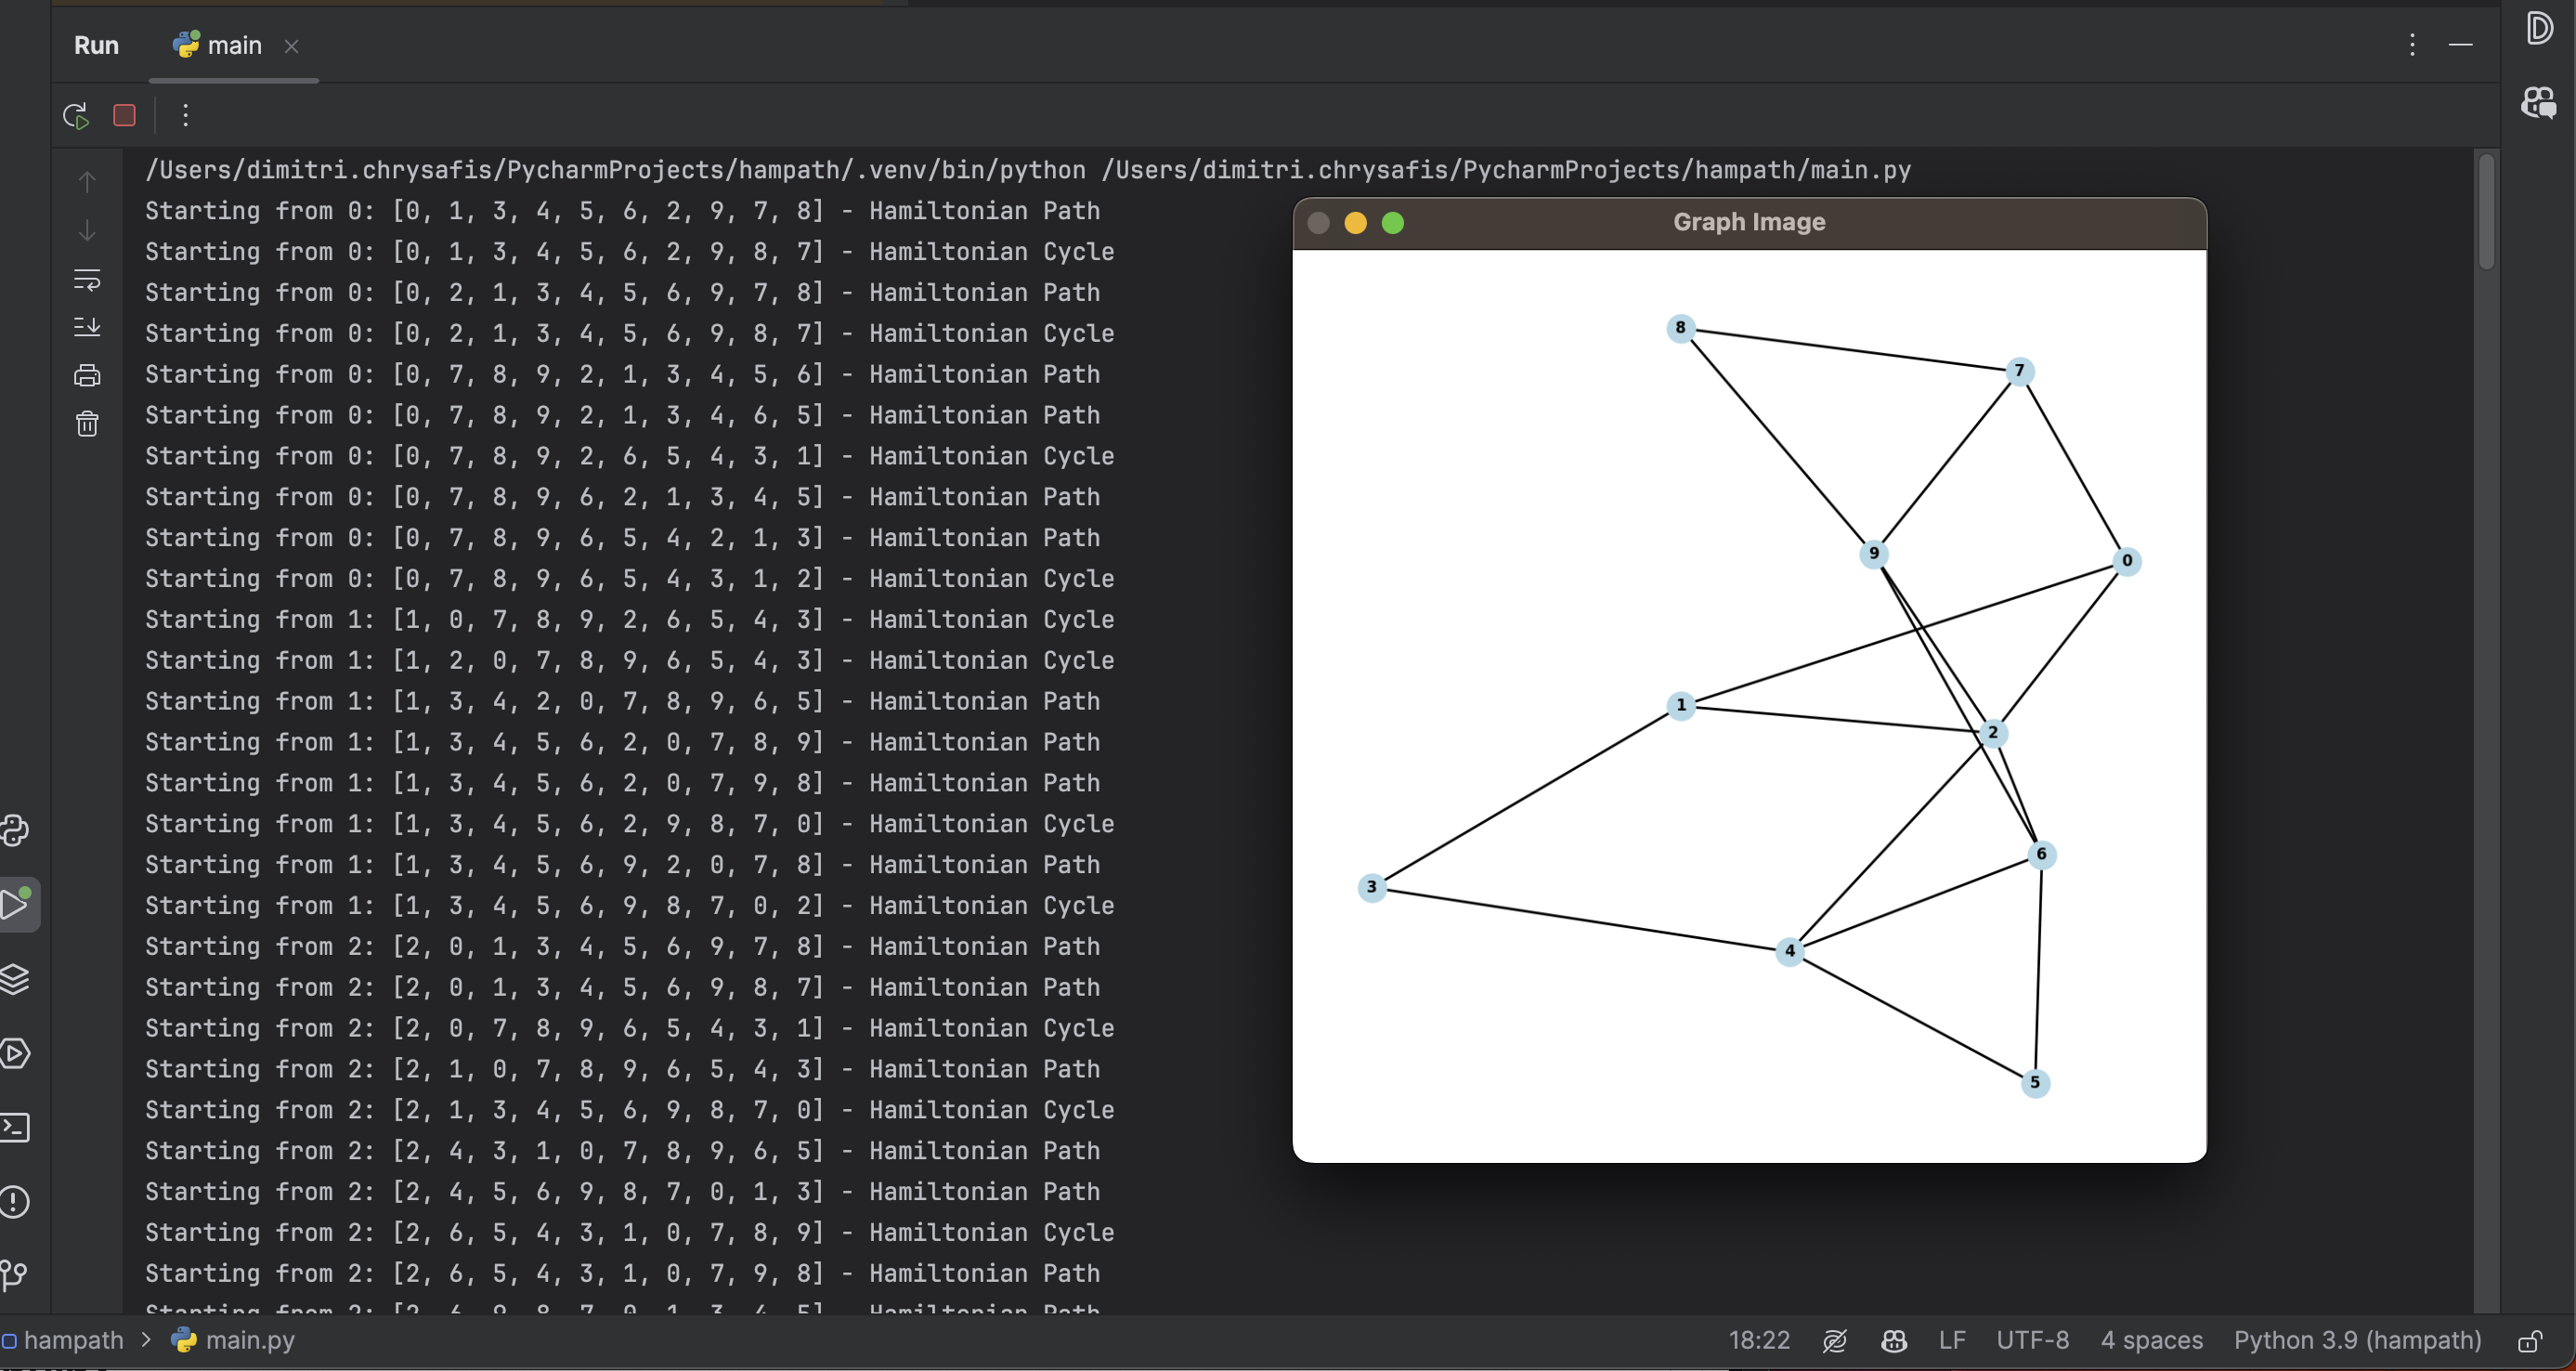 Run main
/Users/dimitri.chrysafis/PycharmProjects/hampath/.venv/bin/python /Users/dimitri.chrysafis/PycharmProjects/hampath/main.py
Starting from 0: [0, 1, 3, 4, 5, 6, 2, 9, 7, 8] - Hamiltonian Path
Starting from 0: [0, 1, 3, 4, 5, 6, 2, 9, 8, 7] - Hamiltonian Cycle
Starting from 0: [0, 2, 1, 3, 4, 5, 6, 9, 7, 8] - Hamiltonian Path
Starting from 0: [0, 2, 1, 3, 4, 5, 6, 9, 8, 7] - Hamiltonian Cycle
Starting from 0: [0, 7, 8, 9, 2, 1, 3, 4, 5, 6] - Hamiltonian Path
Starting from 0: [0, 7, 8, 9, 2, 1, 3, 4, 6, 5] - Hamiltonian Path
Starting from 0: [0, 7, 8, 9, 2, 6, 5, 4, 3, 1] - Hamiltonian Cycle
Starting from 0: [0, 7, 8, 9, 6, 2, 1, 3, 4, 5] - Hamiltonian Path
Starting from 0: [0, 7, 8, 9, 6, 5, 4, 2, 1, 3] - Hamiltonian Path
Starting from 0: [0, 7, 8, 9, 6, 5, 4, 3, 1, 2] - Hamiltonian Cycle
Starting from 1: [1, 0, 7, 8, 9, 2, 6, 5, 4, 3] - Hamiltonian Cycle
Starting from 1: [1, 2, 0, 7, 8, 9, 6, 5, 4, 3] - Hamiltonian Cycle
Starting from 1: [1, 3, 4, 2, 0, 7, 8, 9, 6, 5] - Hamiltonian Path
Starting from 1: [1, 3, 4, 5, 6, 2, 0, 7, 8, 9] - Hamiltonian Path
Starting from 1: [1, 3, 4, 5, 6, 2, 0, 7, 9, 8] - Hamiltonian Path
Starting from 1: [1, 3, 4, 5, 6, 2, 9, 8, 7, 0] - Hamiltonian Cycle
Starting from 1: [1, 3, 4, 5, 6, 9, 2, 0, 7, 8] - Hamiltonian Path
Starting from 1: [1, 3, 4, 5, 6, 9, 8, 7, 0, 2] - Hamiltonian Cycle
Starting from 2: [2, 0, 1, 3, 4, 5, 6, 9, 7, 8] - Hamiltonian Path
Starting from 2: [2, 0, 1, 3, 4, 5, 6, 9, 8, 7] - Hamiltonian Path
Starting from 2: [2, 0, 7, 8, 9, 6, 5, 4, 3, 1] - Hamiltonian Cycle
Starting from 2: [2, 1, 0, 7, 8, 9, 6, 5, 4, 3] - Hamiltonian Path
Starting from 2: [2, 1, 3, 4, 5, 6, 9, 8, 7, 0] - Hamiltonian Cycle
Starting from 2: [2, 4, 3, 1, 0, 7, 8, 9, 6, 5] - Hamiltonian Path
Starting from 2: [2, 4, 5, 6, 9, 8, 7, 0, 1, 3] - Hamiltonian Path
Starting from 2: [2, 6, 5, 4, 3, 1, 0, 7, 8, 9] - Hamiltonian Cycle
Starting from 2: [2, 6, 5, 4, 3, 1, 0, 7, 9, 8] - Hamiltonian Path
Starting from 2: [2, 6, 9, 8, 7, 0, 1, 3, 4, 5] - Hamiltonian Path
Graph Image
8
7
9
0
1
2
6
3
4
5
hampath > main.py
18:22 LF UTF-8 4 spaces Python 3.9 (hampath)